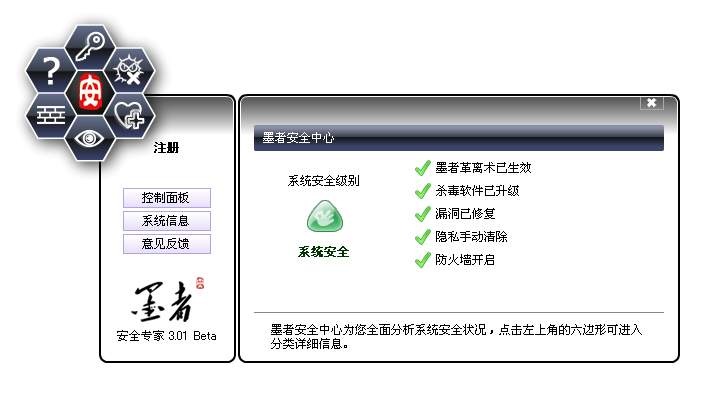 ?
安
注册
控制面板
系统信息
意见反馈
墨者
安全专家 3.01 Beta
墨者安全中心
系统安全级别
系统安全
墨者革离术已生效
杀毒软件已升级
漏洞已修复
隐私手动清除
防火墙开启
墨者安全中心为您全面分析系统安全状况，点击左上角的六边形可进入
分类详细信息。